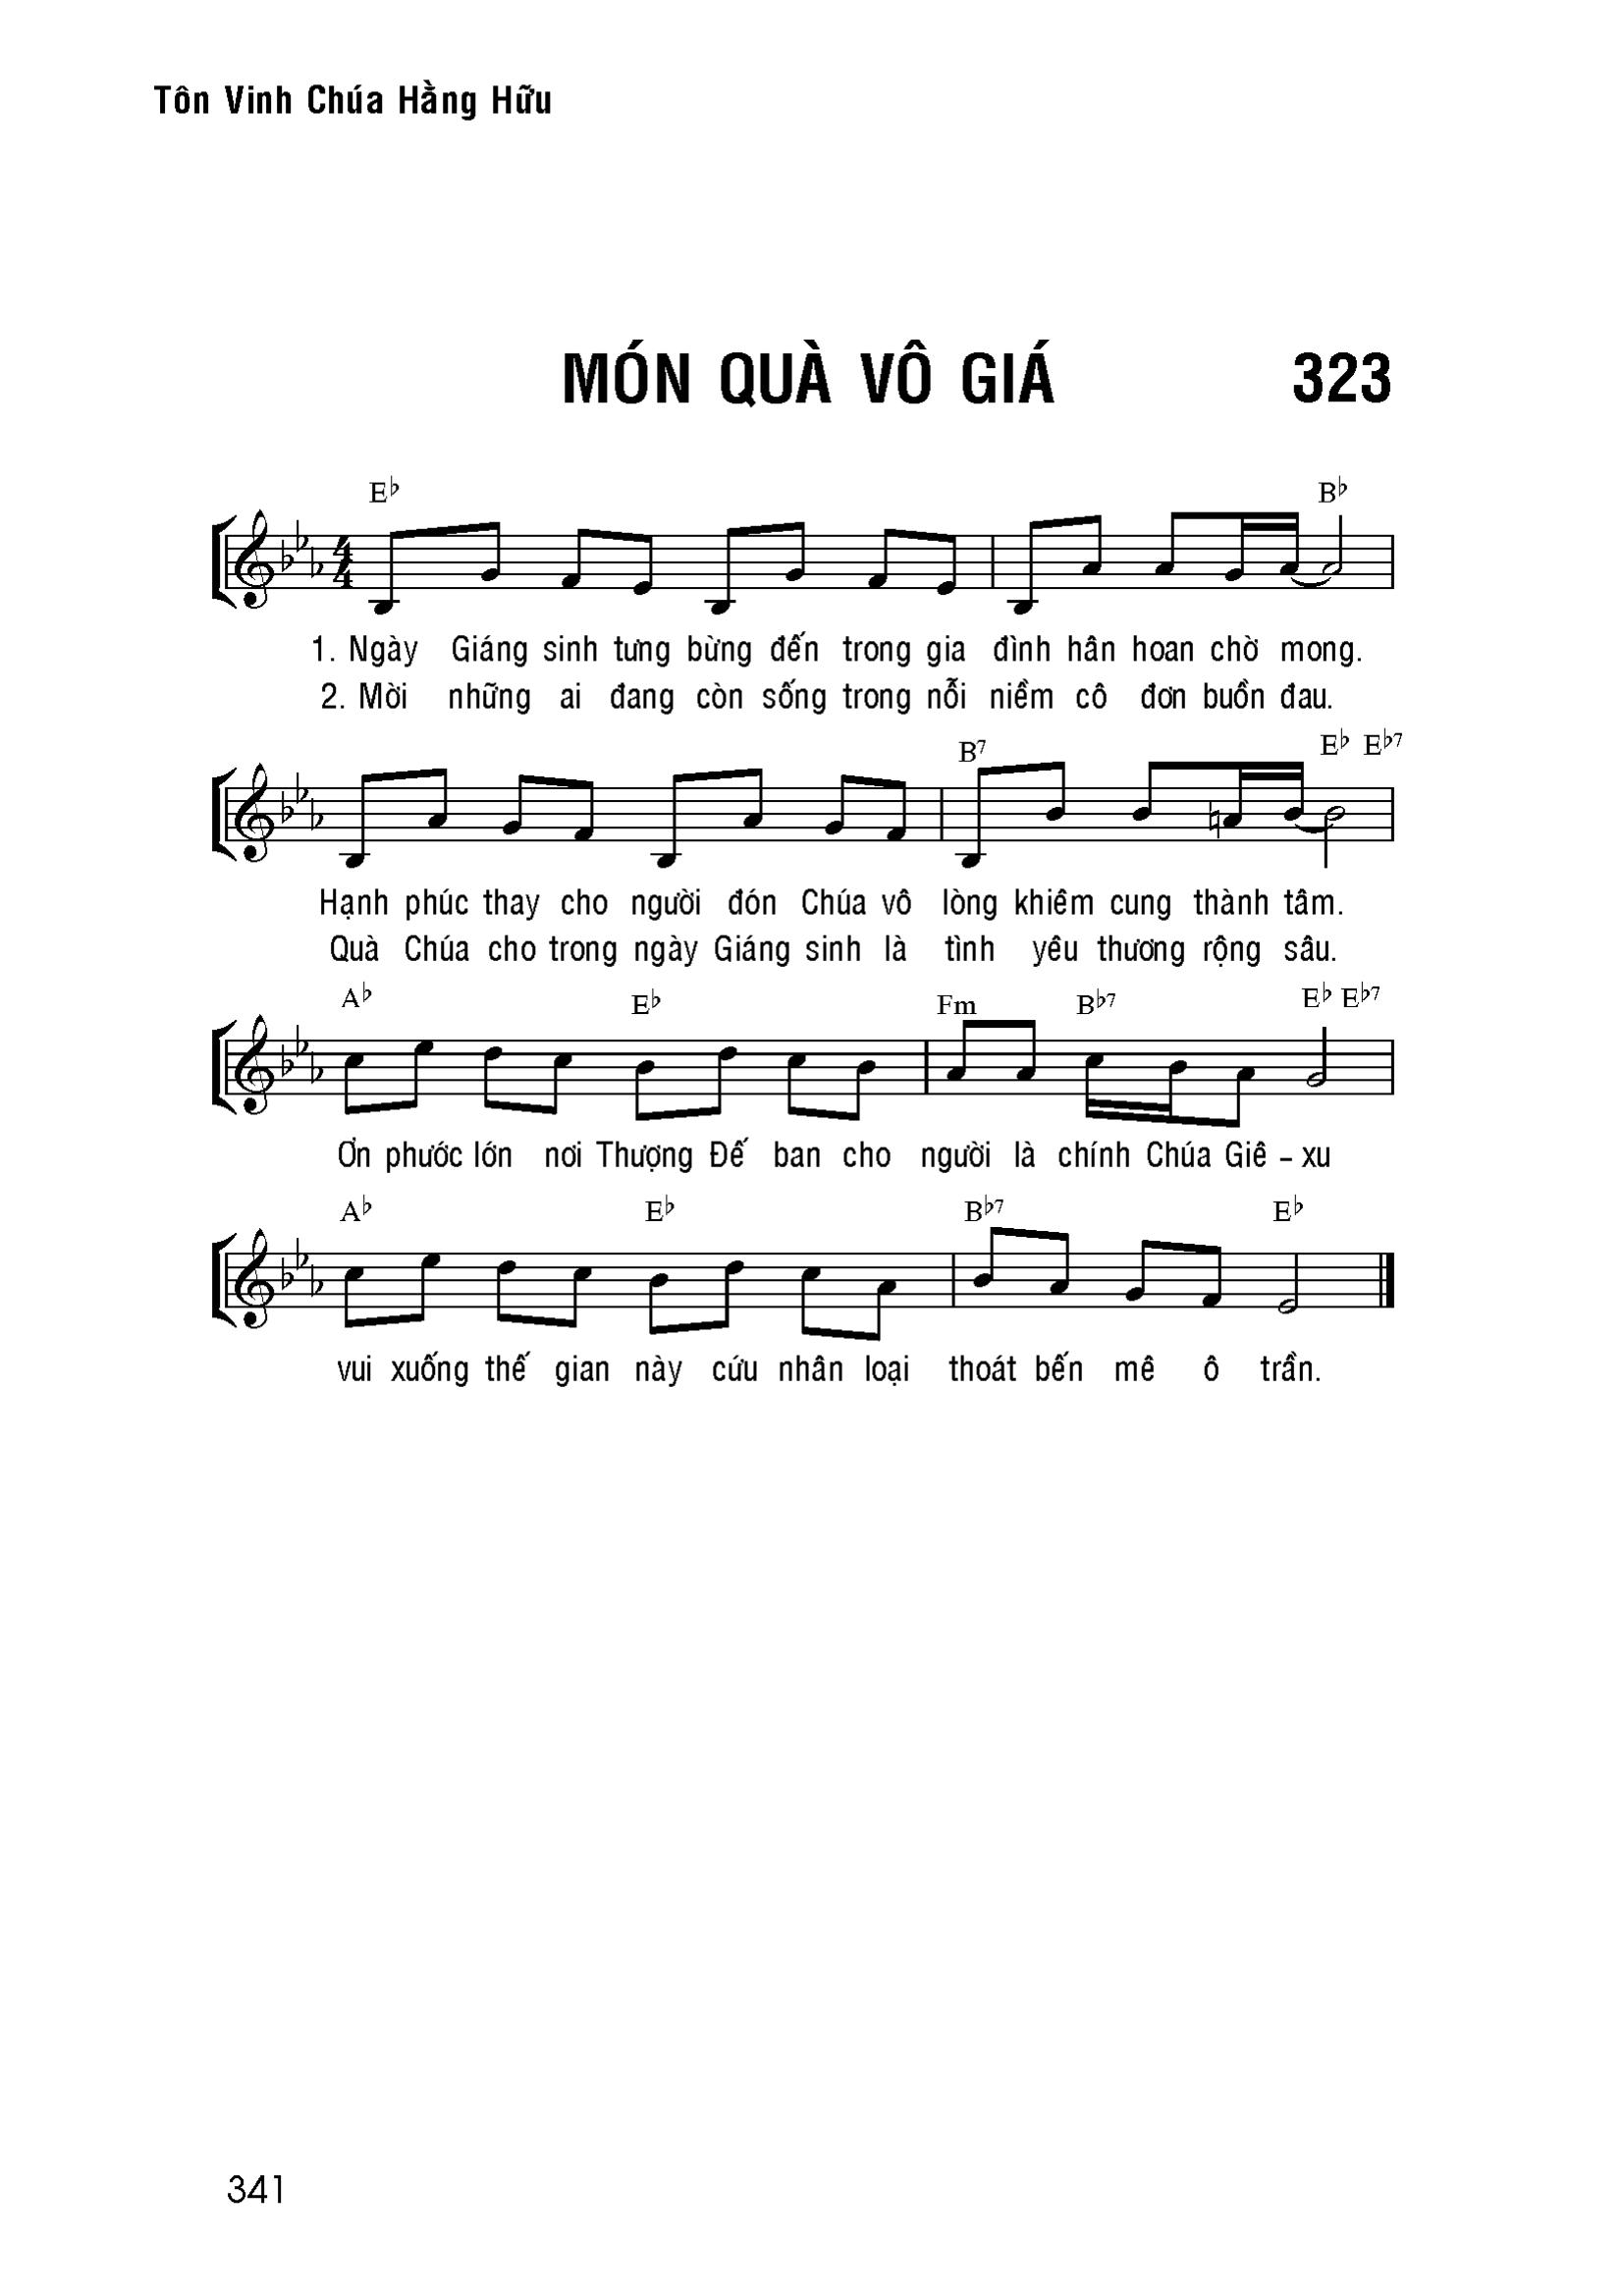 Tôn Vinh Chúa Hằng Hữu
MÓN QUÀ VÔ GIÁ 323
E♭ B♭
1. Ngày Giáng sinh tưng bừng đến trong gia đình hân hoan chờ mong.
2. Mời những ai đang còn sống trong nỗi niềm cô đơn buồn đau.
B7 E♭ E♭7
Hạnh phúc thay cho người đón Chúa vô lòng khiêm cung thành tâm.
Quà Chúa cho trong ngày Giáng sinh là tình yêu thương rộng sâu.
A♭ E♭ Fm B♭7 E♭ E♭7
Ơn phước lớn nơi Thượng Đế ban cho người là chính Chúa Giê – xu
A♭ E♭ B♭7 E♭
vui xuống thế gian này cứu nhân loại thoát bến mê ô trần.
341